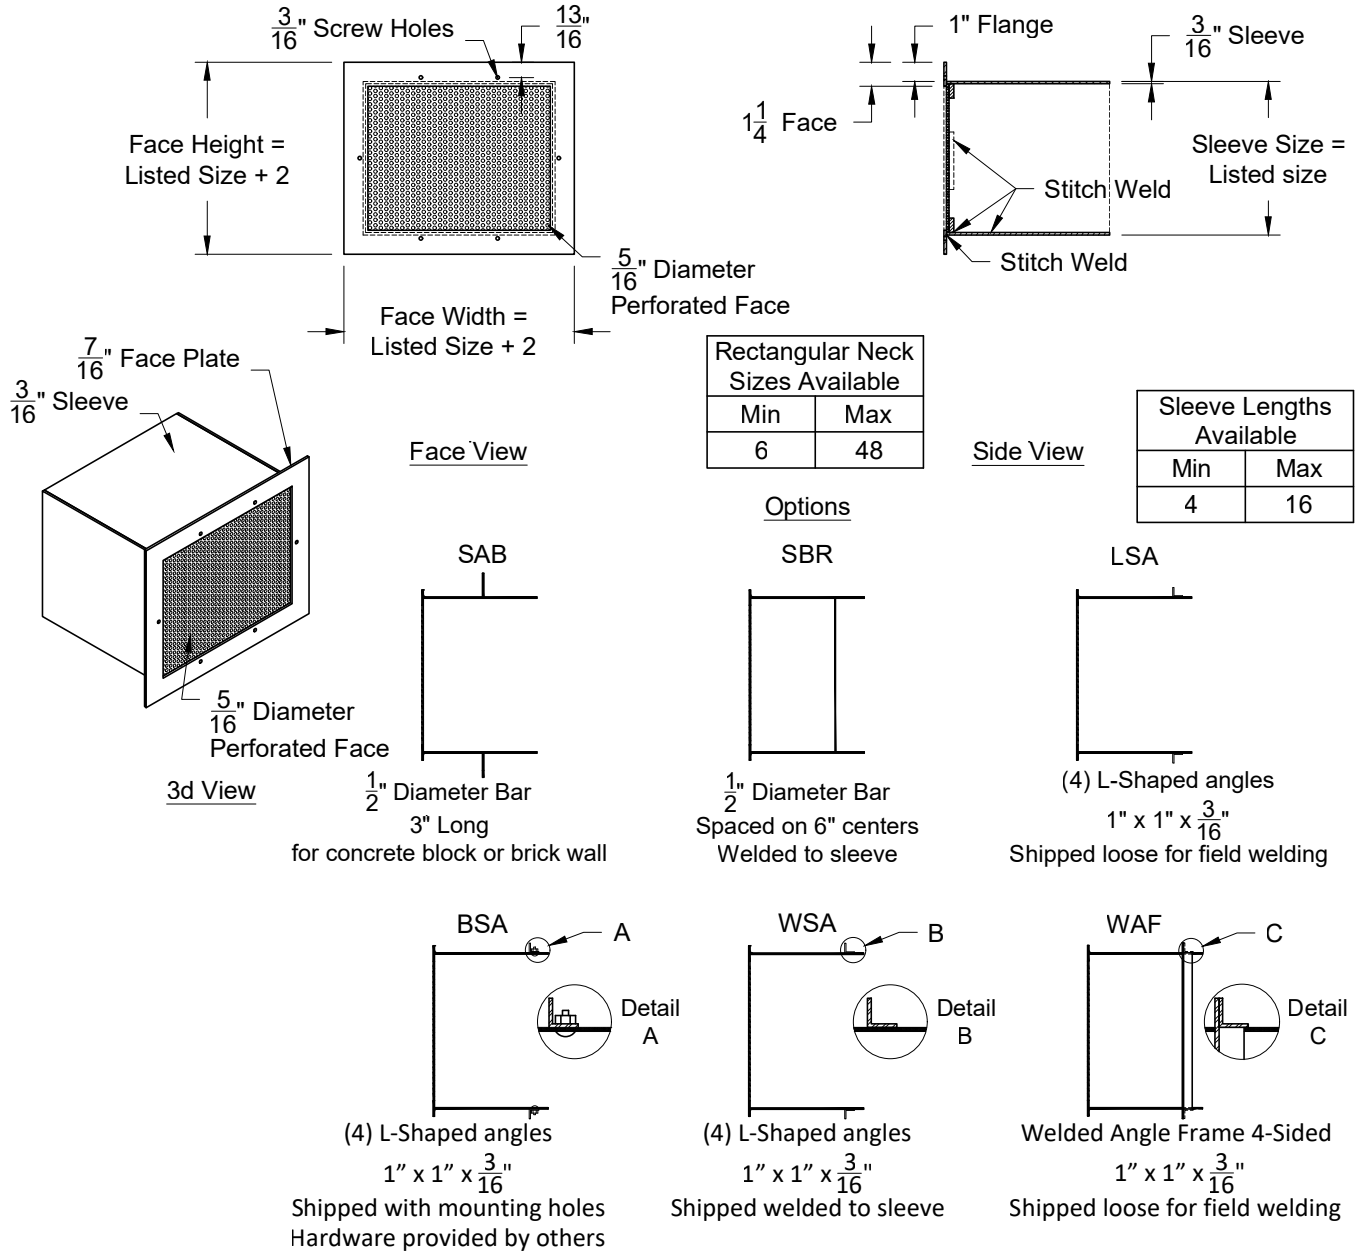 3/16" Screw Holes
13/16
Face Height =
Listed Size + 2
5/16" Diameter
Perforated Face
Face Width =
Listed Size + 2
1" Flange
3/16" Sleeve
1 1/4 Face
Sleeve Size =
Listed size
Stitch Weld
Stitch Weld
7/16" Face Plate
3/16" Sleeve
Face View
Rectangular Neck
Sizes Available
Min Max
6 48
Side View
Sleeve Lengths
Available
Min Max
4 16
5/16" Diameter
Perforated Face
3d View
Options
SAB
1/2" Diameter Bar
3" Long
for concrete block or brick wall
SBR
1/2" Diameter Bar
Spaced on 6" centers
Welded to sleeve
LSA
(4) L-Shaped angles
1" x 1" x 3/16"
Shipped loose for field welding
BSA
A
Detail
A
(4) L-Shaped angles
1” x 1” x 3/16"
Shipped with mounting holes
Hardware provided by others
WSA
B
Detail
B
(4) L-Shaped angles
1” x 1” x 3/16"
Shipped welded to sleeve
WAF
C
Detail
C
Welded Angle Frame 4-Sided
1” x 1” x 3/16"
Shipped loose for field welding